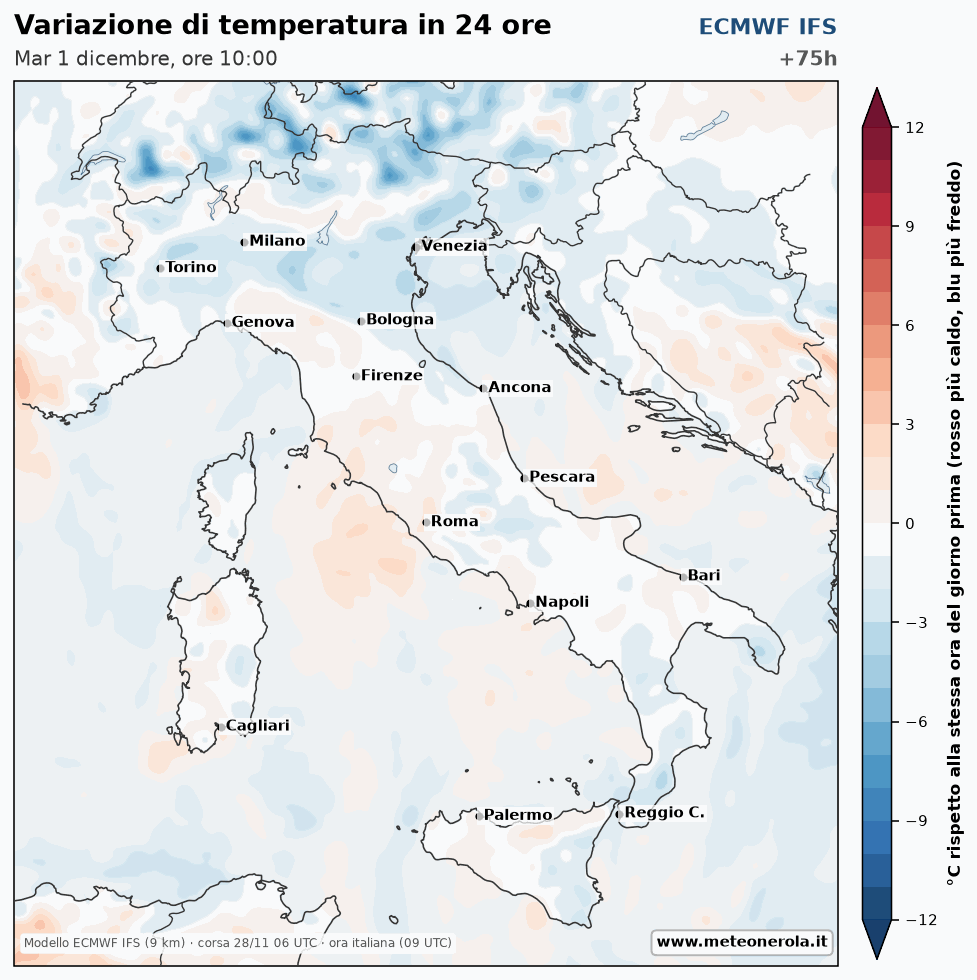 Variazione di temperatura in 24 ore
ECMWF IFS
Mar 1 dicembre, ore 10:00
+75h
Milano
Venezia
Torino
Genova
Bologna
Firenze
Ancona
Pescara
Roma
Bari
Napoli
Cagliari
Palermo
Reggio C.
12
9
6
3
0
−3
−6
−9
−12
°C rispetto alla stessa ora del giorno prima (rosso più caldo, blu più freddo)
Modello ECMWF IFS (9 km) · corsa 28/11 06 UTC · ora italiana (09 UTC)
www.meteonerola.it